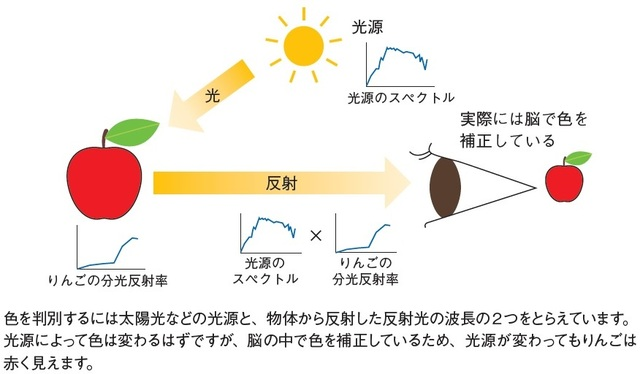 光源
光源のスペクトル
光
実際には脳で色を
補正している
反射
りんごの分光反射率
光源の
スペクトル
×
りんごの
分光反射率
色を判別するには太陽光などの光源と、物体から反射した反射光の波長の2つをとらえています。
光源によって色は変わるはずですが、脳の中で色を補正しているため、光源が変わってもりんごは
赤く見えます。